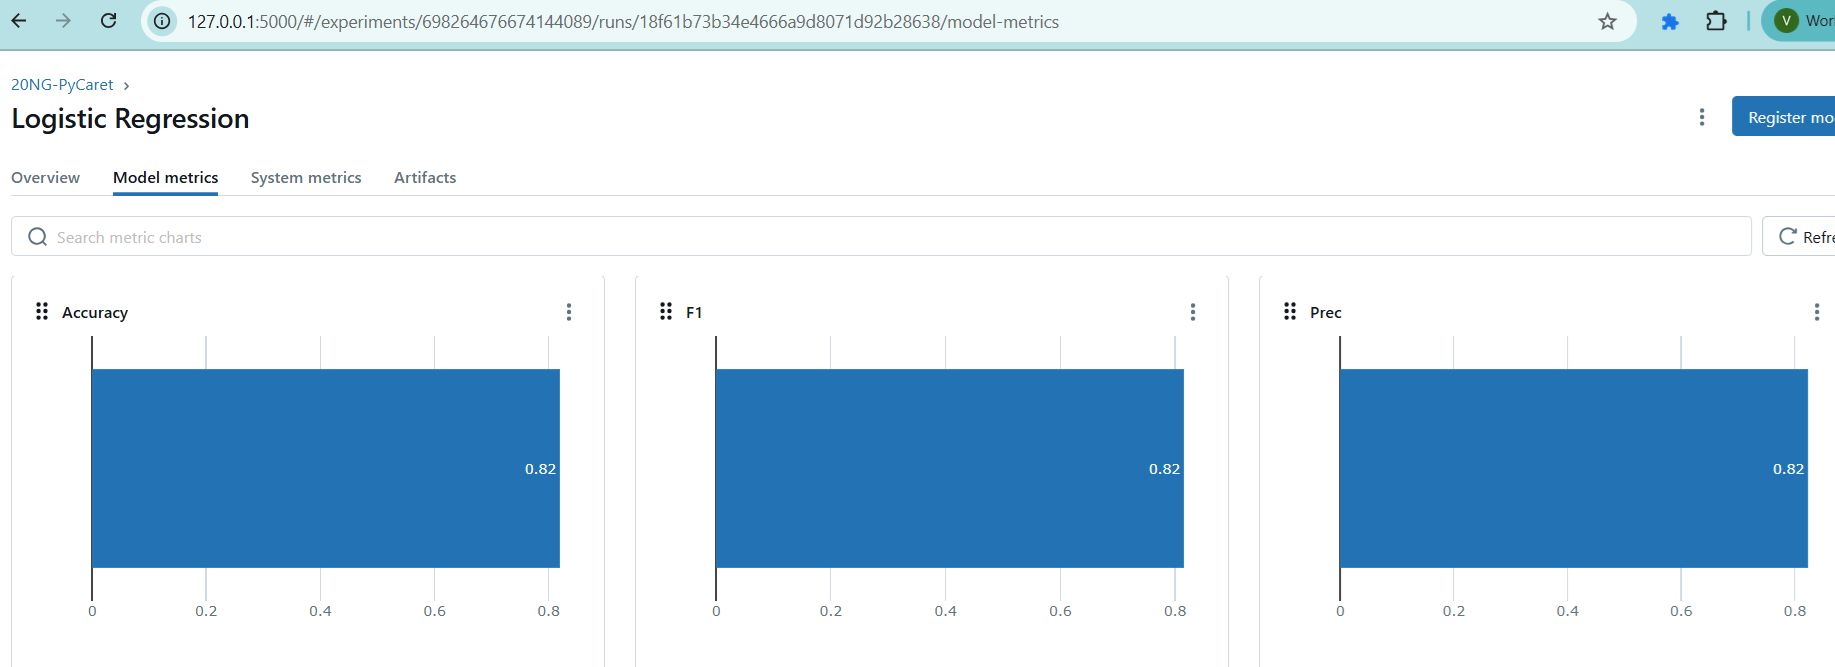 127.0.0.1:5000/#/experiments/698264676674144089/runs/18f61b73b34e4666a9d8071d92b28638/model-metrics
V Wor
20NG-PyCaret >
Logistic Regression
Register mo
Overview Model metrics System metrics Artifacts
Search metric charts
Refre
Accuracy
0.82
0 0.2 0.4 0.6 0.8
F1
0.82
0 0.2 0.4 0.6 0.8
Prec
0.82
0 0.2 0.4 0.6 0.8